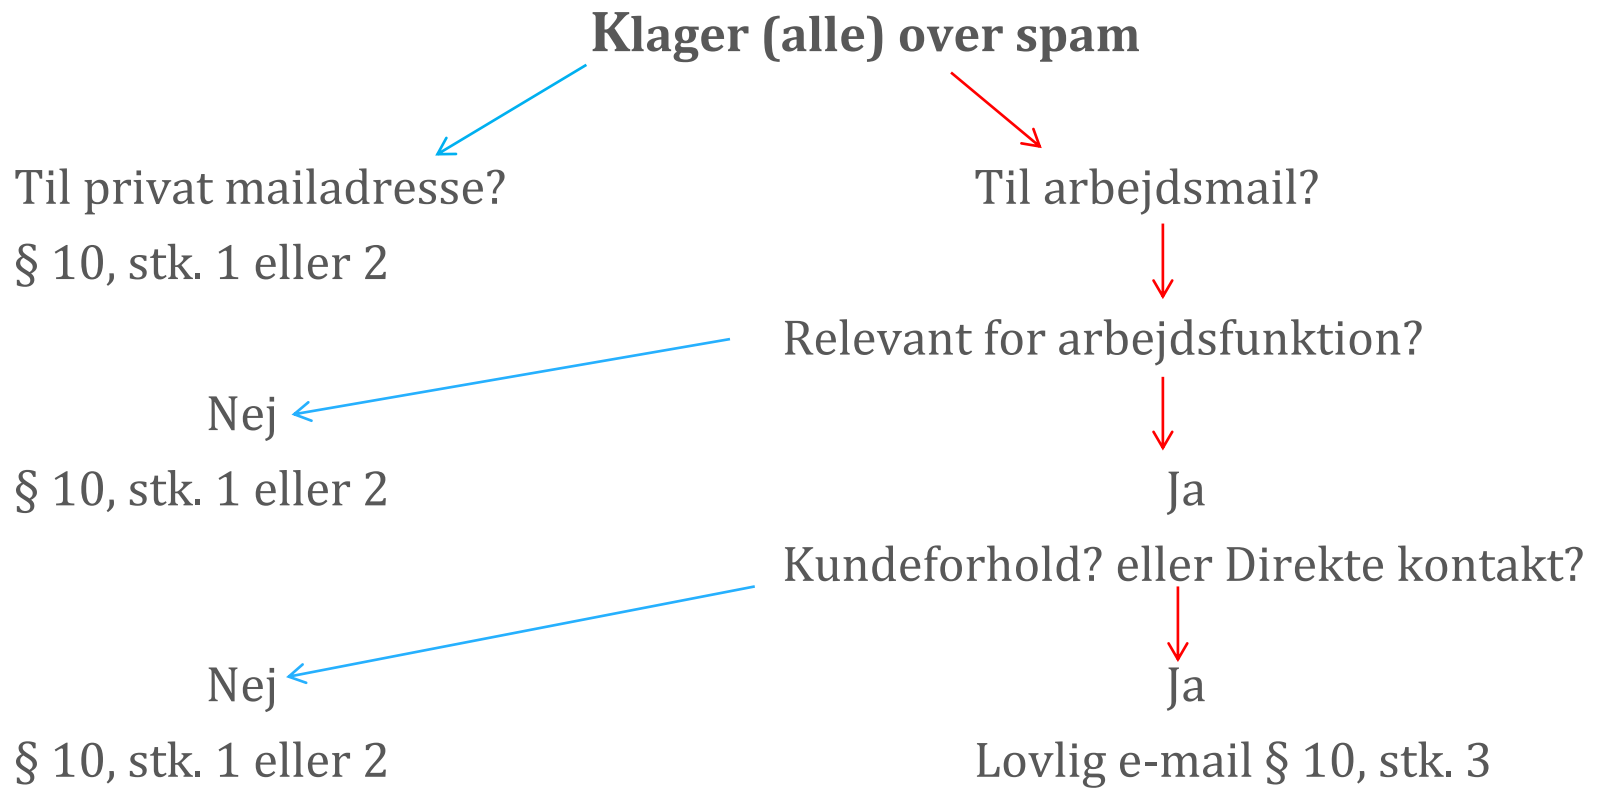 Klager (alle) over spam
Til privat mailadresse?
Til arbejdsmail?
§ 10, stk. 1 eller 2
Relevant for arbejdsfunktion?
Nej
§ 10, stk. 1 eller 2
Ja
Kundeforhold? eller Direkte kontakt?
Nej
Ja
§ 10, stk. 1 eller 2
Lovlig e-mail § 10, stk. 3